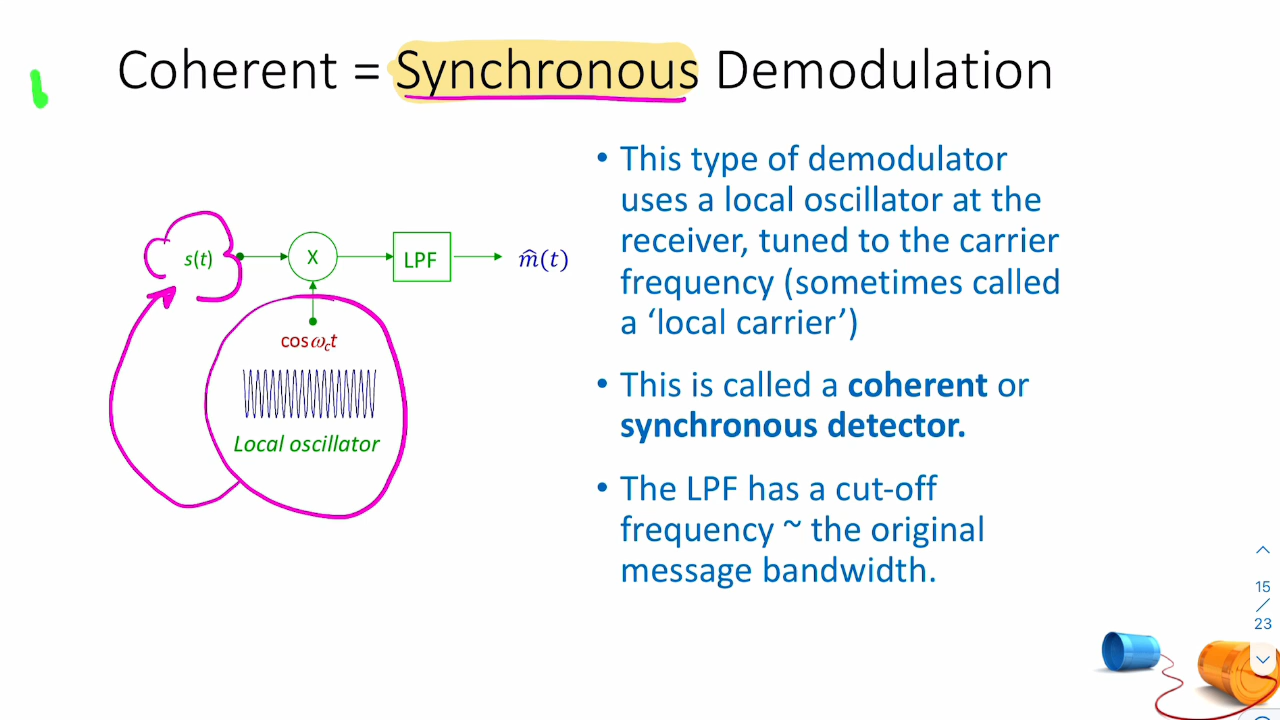 Coherent = Synchronous Demodulation
s(t)
X
LPF
m̂(t)
cosω_ct
Local oscillator
• This type of demodulator
uses a local oscillator at the
receiver, tuned to the carrier
frequency (sometimes called
a ‘local carrier’)
• This is called a coherent or
synchronous detector.
• The LPF has a cut-off
frequency ~ the original
message bandwidth.
15
/
23